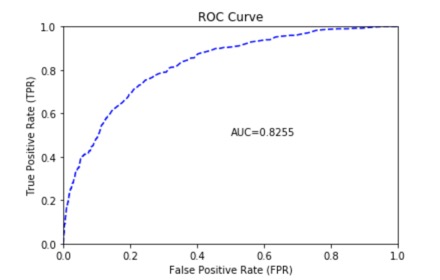 ROC Curve
1.0
0.8
0.6
0.4
0.2
0.0
True Positive Rate (TPR)
AUC=0.8255
0.0 0.2 0.4 0.6 0.8 1.0
False Positive Rate (FPR)